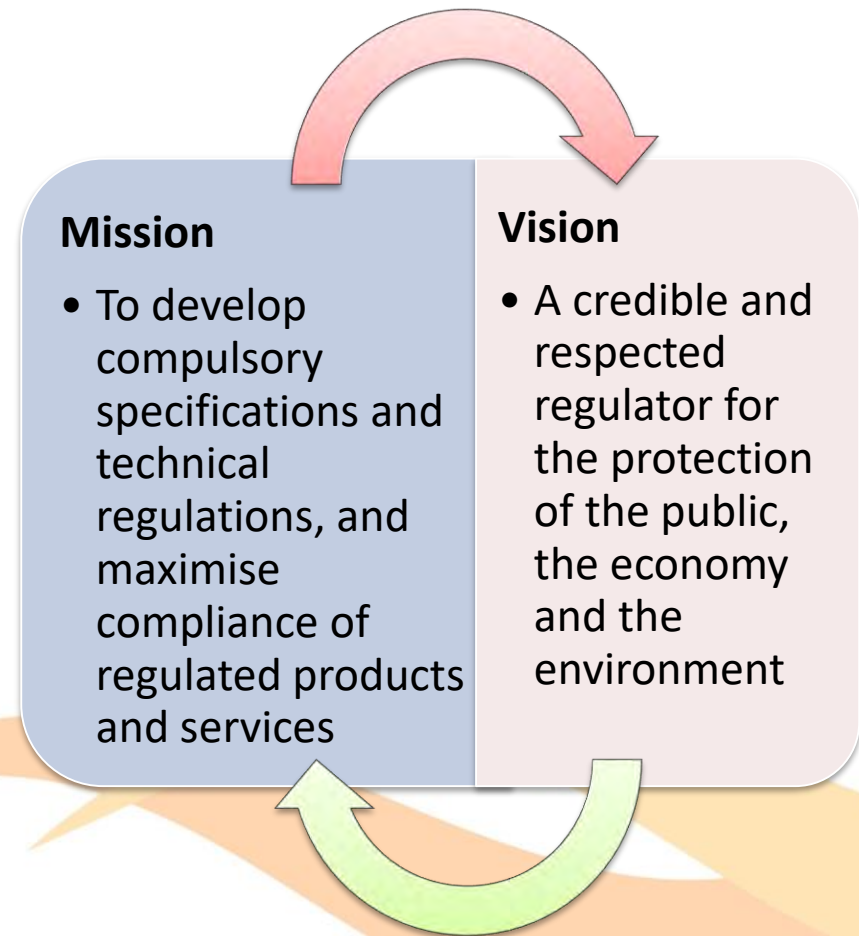 Mission
• To develop
compulsory
specifications and
technical
regulations, and
maximise
compliance of
regulated products
and services
Vision
• A credible and
respected
regulator for
the protection
of the public,
the economy
and the
environment